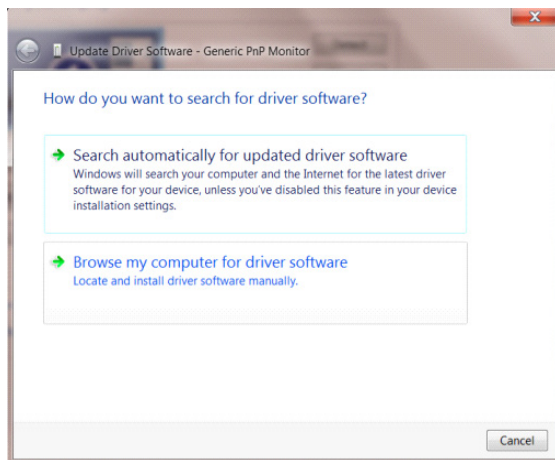 Update Driver Software - Generic PnP Monitor
How do you want to search for driver software?
Search automatically for updated driver software
Windows will search your computer and the Internet for the latest driver
software for your device, unless you've disabled this feature in your device
installation settings.
Browse my computer for driver software
Locate and install driver software manually.
Cancel